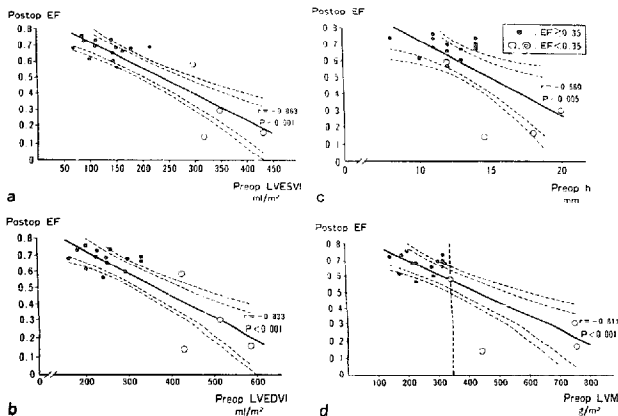 a
Postop EF
0.8
0.7
0.6
0.5
0.4
0.3
0.2
0.1
0
r=-0.863
P<0.001
50 100 150 200 250 300 350 400 450
Preop LVESVI
ml/m²
c
Postop EF
0.8
0.7
0.6
0.5
0.4
0.3
0.2
0.1
0
EF≥0.35
EF<0.35
P<0.005
0 10 15 20
Preop h
mm
b
Postop EF
0.8
0.7
0.6
0.5
0.4
0.3
0.2
0.1
0
r=-0.833
P<0.001
0 200 300 400 500 600
Preop LVEDVI
ml/m²
d
Postop EF
0.8
0.7
0.6
0.5
0.4
0.3
0.2
0.1
0
P<0.001
0 100 200 300 400 500 600 700 800
Preop LVM
g/m²